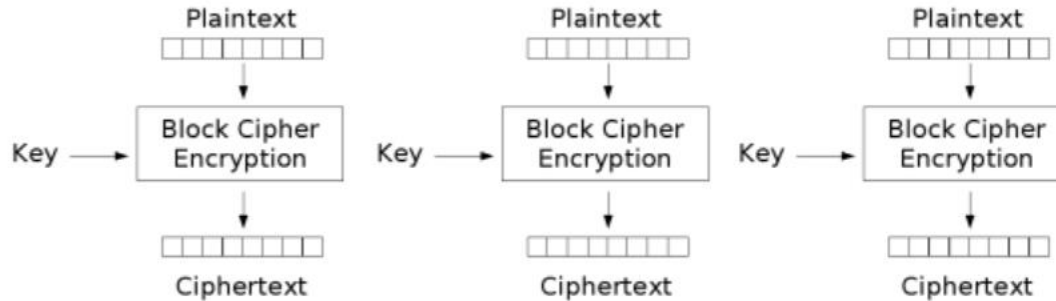 Plaintext Plaintext Plaintext
Block Cipher Block Cipher Block Cipher
Key Encryption Key Encryption Key Encryption
Ciphertext Ciphertext Ciphertext